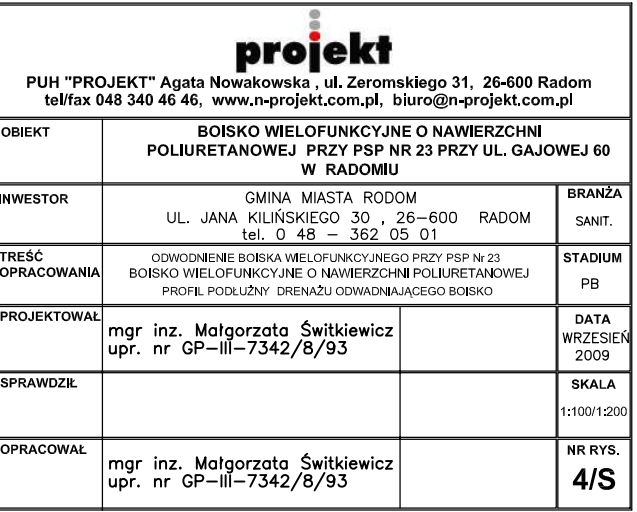 projekt
PUH "PROJEKT" Agata Nowakowska , ul. Zeromskiego 31, 26-600 Radom
tel/fax 048 340 46 46, www.n-projekt.com.pl, biuro@n-projekt.com.pl
OBIEKT
BOISKO WIELOFUNKCYJNE O NAWIERZCHNI
POLIURETANOWEJ PRZY PSP NR 23 PRZY UL. GAJOWEJ 60
W RADOMIU
INWESTOR
GMINA MIASTA RODOM
UL. JANA KILIŃSKIEGO 30 , 26-600 RADOM
tel. 0 48 - 362 05 01
BRANŻA
SANIT.
TREŚĆ
OPRACOWANIA
ODWODNIENIE BOISKA WIELOFUNKCYJNEGO PRZY PSP Nr 23
BOISKO WIELOFUNKCYJNE O NAWIERZCHNI POLIURETANOWEJ
PROFIL PODŁUŻNY DRENAŻU ODWADNIAJĄCEGO BOISKO
STADIUM
PB
PROJEKTOWAŁ
mgr inz. Małgorzata Świtkiewicz
upr. nr GP-III-7342/8/93
DATA
WRZESIEŃ
2009
SPRAWDZIŁ
SKALA
1:100/1:200
OPRACOWAŁ
mgr inz. Małgorzata Świtkiewicz
upr. nr GP-III-7342/8/93
NR RYS.
4/S